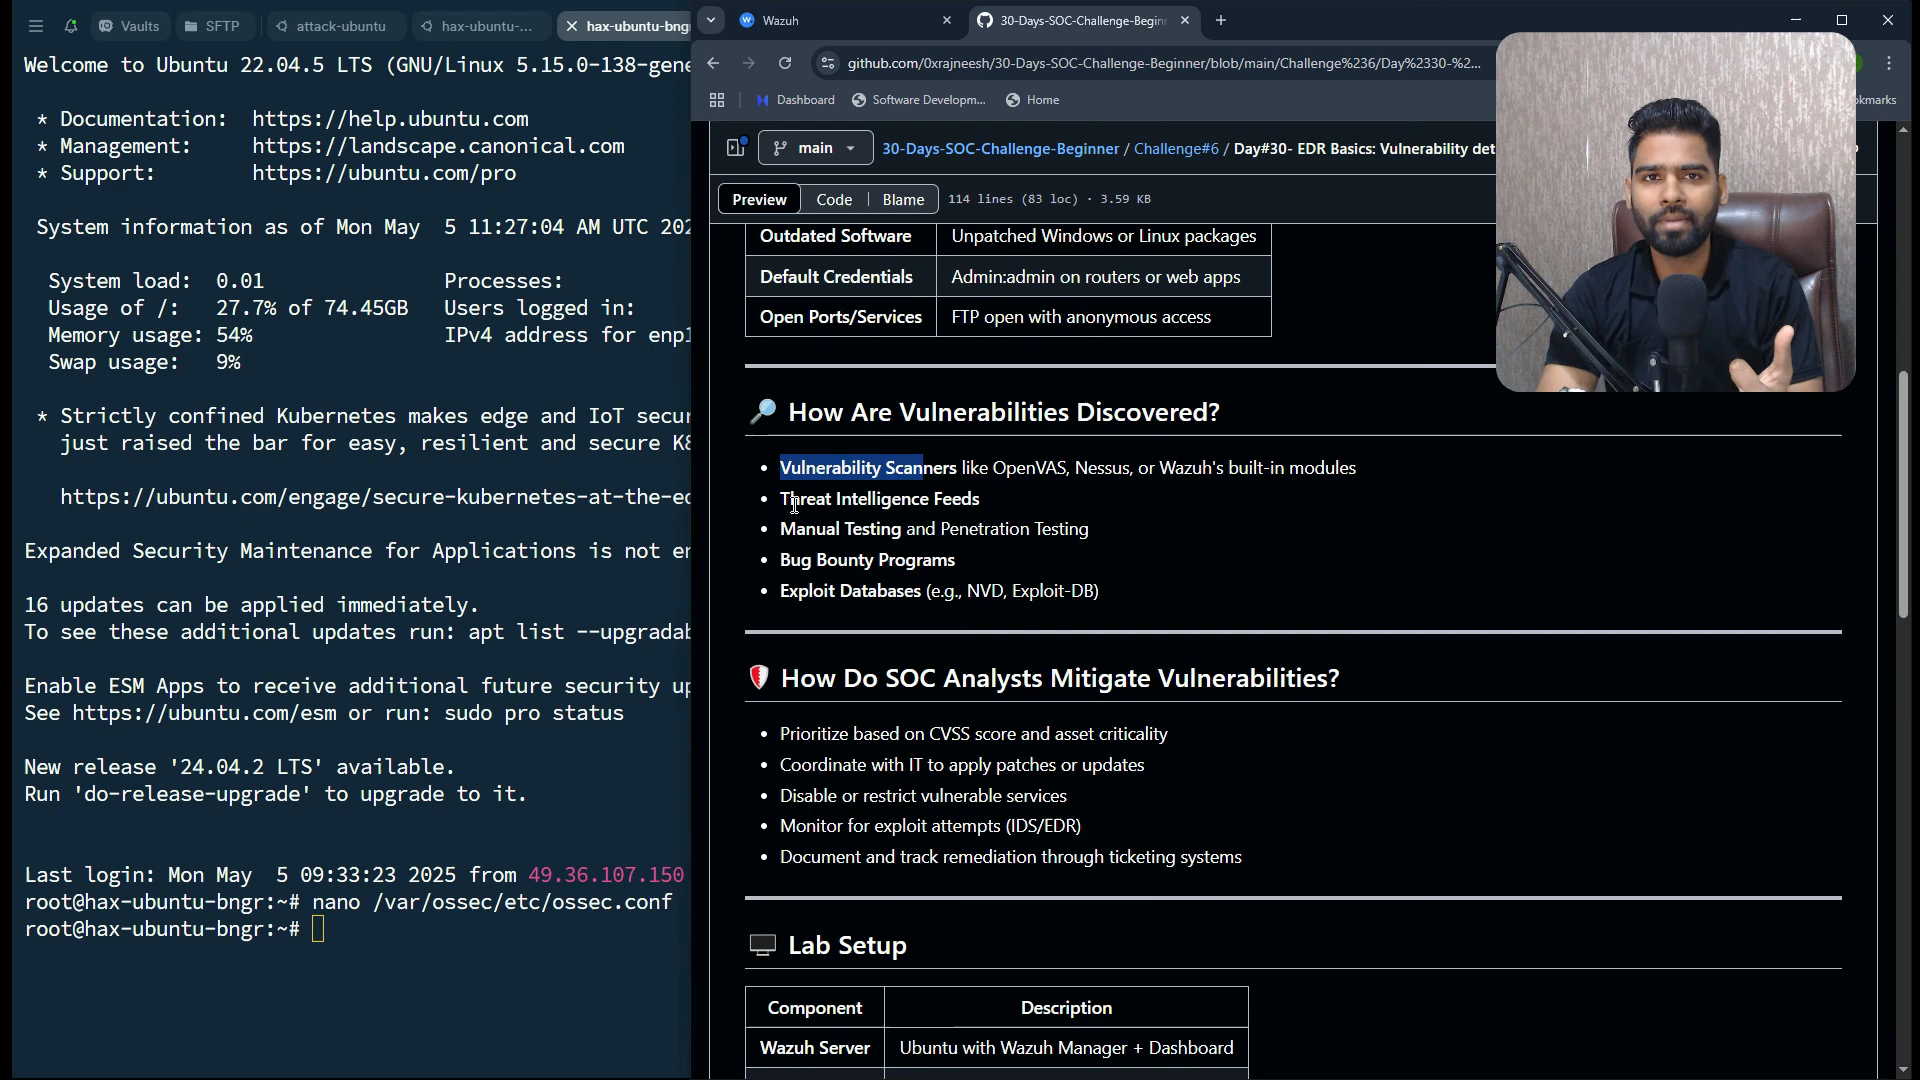 Vaults
SFTP
attack-ubuntu
hax-ubuntu-...
hax-ubuntu-bng
Welcome to Ubuntu 22.04.5 LTS (GNU/Linux 5.15.0-138-gene
* Documentation: https://help.ubuntu.com
* Management: https://landscape.canonical.com
* Support: https://ubuntu.com/pro
System information as of Mon May 5 11:27:04 AM UTC 202
System load: 0.01 Processes:
Usage of /: 27.7% of 74.45GB Users logged in:
Memory usage: 54% IPv4 address for enp1
Swap usage: 9%
* Strictly confined Kubernetes makes edge and IoT secur
just raised the bar for easy, resilient and secure K8
https://ubuntu.com/engage/secure-kubernetes-at-the-ed
Expanded Security Maintenance for Applications is not en
16 updates can be applied immediately.
To see these additional updates run: apt list --upgradab
Enable ESM Apps to receive additional future security up
See https://ubuntu.com/esm or run: sudo pro status
New release '24.04.2 LTS' available.
Run 'do-release-upgrade' to upgrade to it.
Last login: Mon May 5 09:33:23 2025 from 49.36.107.150
root@hax-ubuntu-bngr:~# nano /var/ossec/etc/ossec.conf
root@hax-ubuntu-bngr:~#
Wazuh
30-Days-SOC-Challenge-Begin
github.com/0xrajneesh/30-Days-SOC-Challenge-Beginner/blob/main/Challenge%236/Day%2330-%2...
Dashboard
Software Developm...
Home
kmarks
main
30-Days-SOC-Challenge-Beginner / Challenge#6 / Day#30- EDR Basics: Vulnerability det
Preview
Code
Blame
114 lines (83 loc) · 3.59 KB
Outdated Software Unpatched Windows or Linux packages
Default Credentials Admin:admin on routers or web apps
Open Ports/Services FTP open with anonymous access
How Are Vulnerabilities Discovered?
• Vulnerability Scanners like OpenVAS, Nessus, or Wazuh's built-in modules
• Threat Intelligence Feeds
• Manual Testing and Penetration Testing
• Bug Bounty Programs
• Exploit Databases (e.g., NVD, Exploit-DB)
How Do SOC Analysts Mitigate Vulnerabilities?
• Prioritize based on CVSS score and asset criticality
• Coordinate with IT to apply patches or updates
• Disable or restrict vulnerable services
• Monitor for exploit attempts (IDS/EDR)
• Document and track remediation through ticketing systems
Lab Setup
Component Description
Wazuh Server Ubuntu with Wazuh Manager + Dashboard